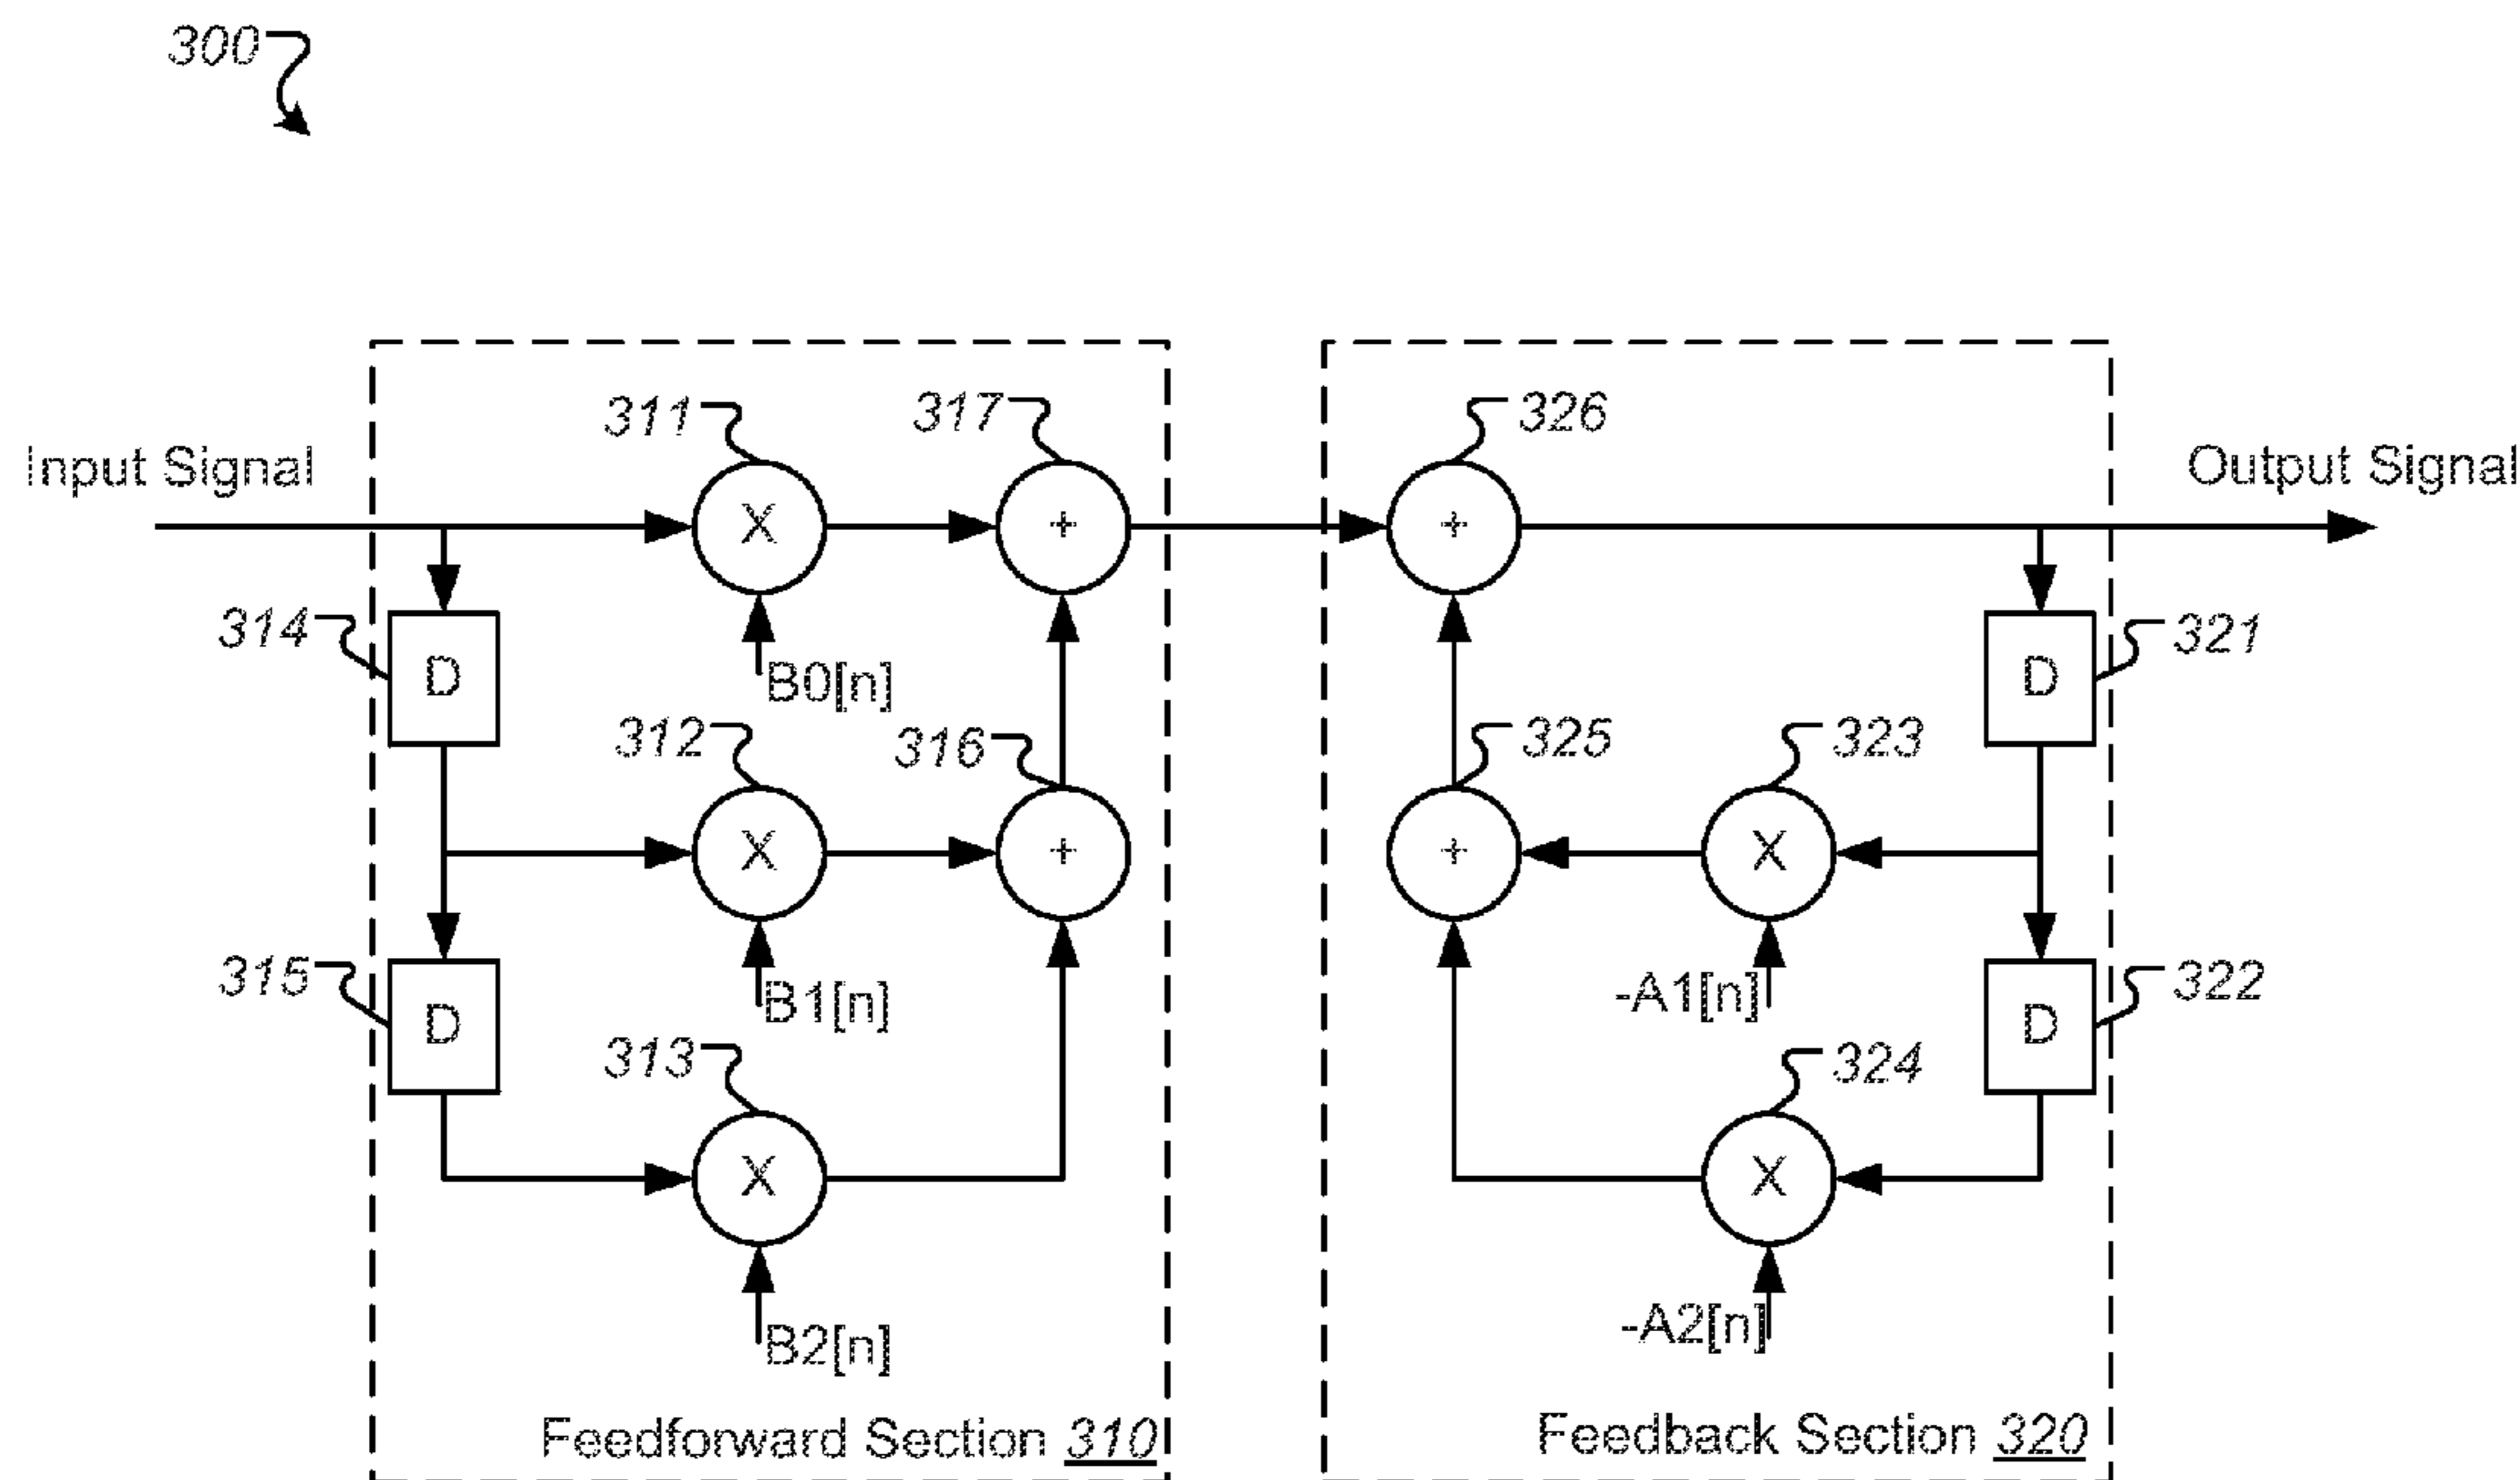 300
311
317
326
Input Signal
Output Signal
X
+
+
314
321
D
B0[n]
D
312
316
325
323
X
+
+
X
315
322
D
B1[n]
-A1[n]
D
313
324
X
X
B2[n]
-A2[n]
Feedforward Section 310
Feedback Section 320